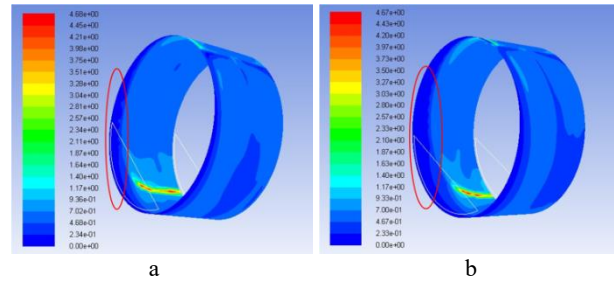 4.68e+00
4.45e+00
4.21e+00
3.98e+00
3.75e+00
3.51e+00
3.28e+00
3.04e+00
2.81e+00
2.57e+00
2.34e+00
2.11e+00
1.87e+00
1.64e+00
1.40e+00
1.17e+00
9.36e-01
7.02e-01
4.68e-01
2.34e-01
0.00e+00
a
4.67e+00
4.43e+00
4.20e+00
3.97e+00
3.73e+00
3.50e+00
3.27e+00
3.03e+00
2.80e+00
2.57e+00
2.33e+00
2.10e+00
1.87e+00
1.63e+00
1.40e+00
1.17e+00
9.33e-01
7.00e-01
4.67e-01
2.33e-01
0.00e+00
b